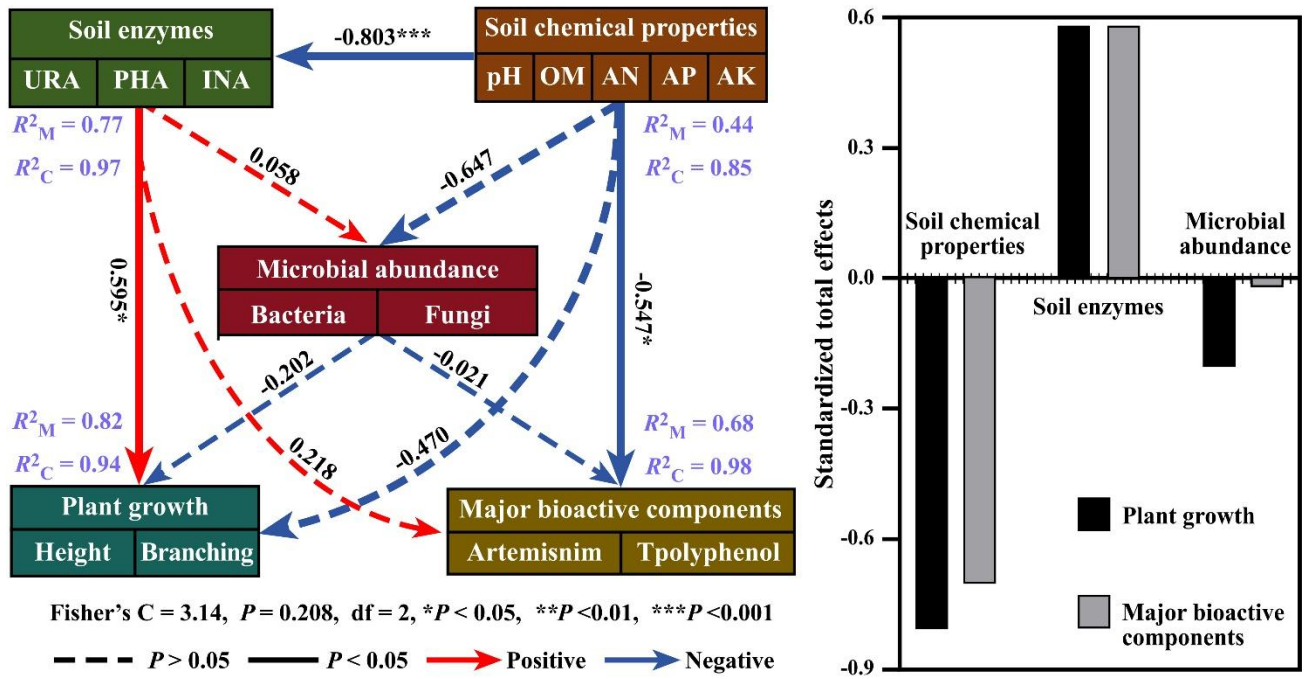 Soil enzymes
URA PHA INA
-0.803***
Soil chemical properties
pH OM AN AP AK
R²M = 0.77
R²C = 0.97
R²M = 0.44
R²C = 0.85
0.058
-0.647
0.595*
-0.547*
Microbial abundance
Bacteria Fungi
-0.202
-0.021
0.218
-0.470
R²M = 0.82
R²C = 0.94
R²M = 0.68
R²C = 0.98
Plant growth
Height Branching
Major bioactive components
Artemisnim Tpolyphenol
Fisher's C = 3.14, P = 0.208, df = 2, *P < 0.05, **P <0.01, ***P <0.001
P > 0.05 P < 0.05 Positive Negative
Standardized total effects
0.6
0.3
0.0
-0.3
-0.6
-0.9
Soil chemical
properties
Soil enzymes
Microbial
abundance
Plant growth
Major bioactive
components